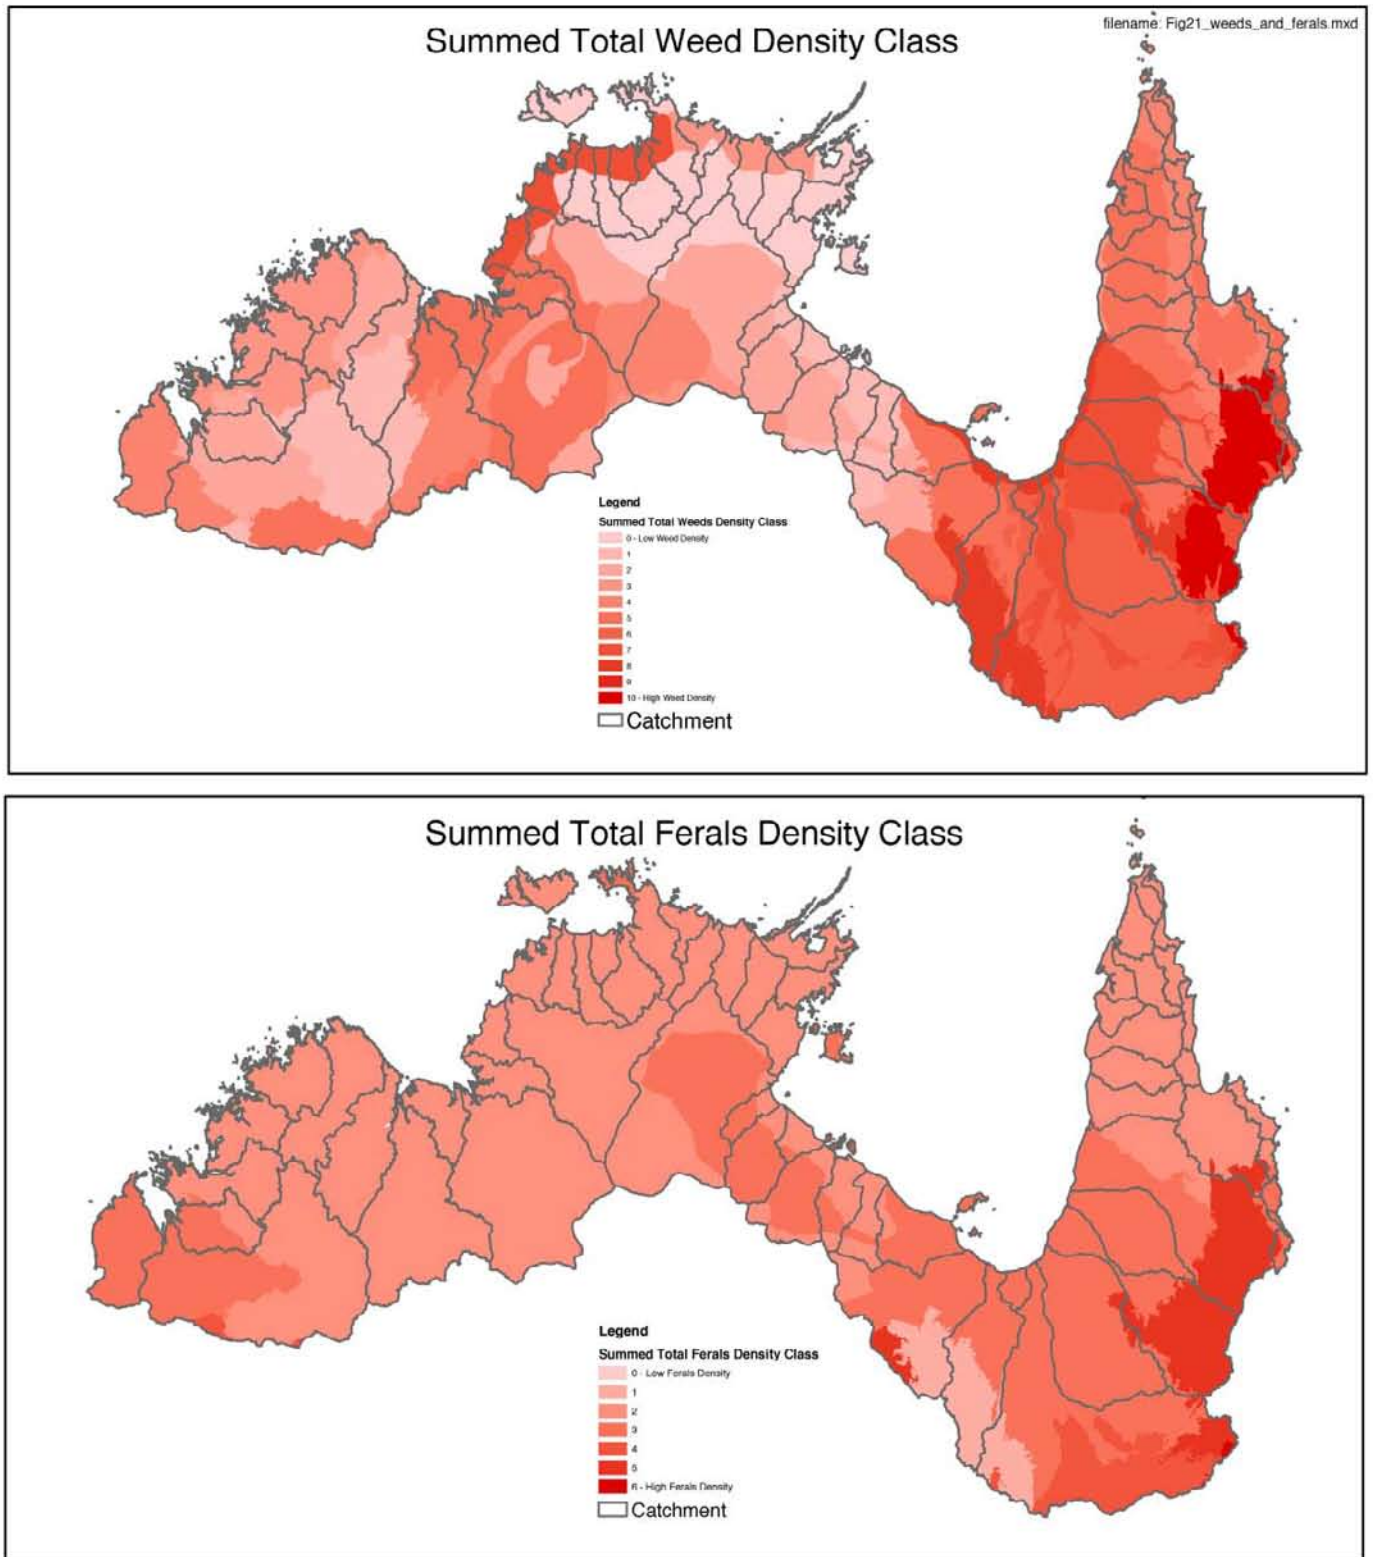 filename: Fig21_weeds_and_ferals.mxd
Summed Total Weed Density Class
Legend
Summed Total Weeds Density Class
0 - Low Weed Density
1
2
3
4
5
6
7
8
9
10 - High Weed Density
Catchment
Summed Total Ferals Density Class
Legend
Summed Total Ferals Density Class
0 - Low Ferals Density
1
2
3
4
5
6 - High Ferals Density
Catchment